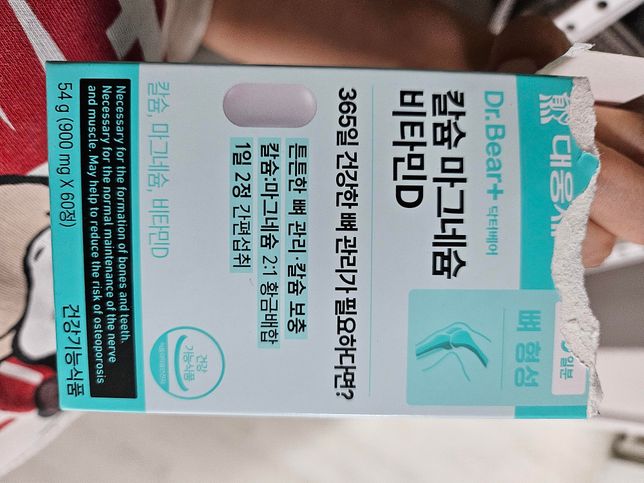 대웅
일분
Dr.Bear+ 닥터베어
칼슘 마그네슘
비타민D
뼈 형성
365일 건강한 뼈 관리가 필요하다면?
튼튼한 뼈 관리·칼슘 보충
칼슘·마그네슘 2:1 황금배합
1일 2정 간편섭취
건강
기능식품
칼슘, 마그네슘, 비타민D
Necessary for the formation of bones and teeth.
Necessary for the normal maintenance of the nerve
and muscle. May help to reduce the risk of osteoporosis
54 g (900 mg X 60정)
건강기능식품